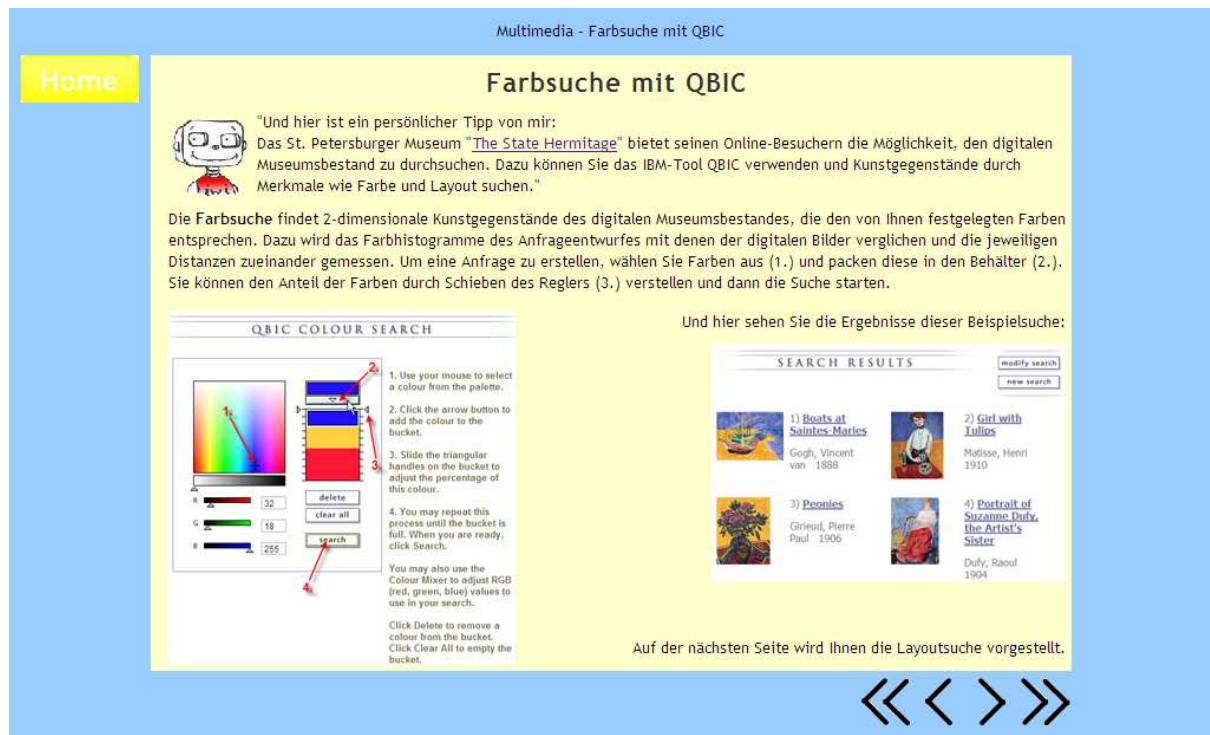 Multimedia - Farbsuche mit QBIC
Home
Farbsuche mit QBIC
"Und hier ist ein persönlicher Tipp von mir:
Das St. Petersburger Museum "The State Hermitage" bietet seinen Online-Besuchern die Möglichkeit, den digitalen
Museumsbestand zu durchsuchen. Dazu können Sie das IBM-Tool QBIC verwenden und Kunstgegenstände durch
Merkmale wie Farbe und Layout suchen."
Die Farbsuche findet 2-dimensionale Kunstgegenstände des digitalen Museumsbestandes, die den von Ihnen festgelegten Farben
entsprechen. Dazu wird das Farbhistogramme des Anfrageentwurfes mit denen der digitalen Bilder verglichen und die jeweiligen
Distanzen zueinander gemessen. Um eine Anfrage zu erstellen, wählen Sie Farben aus (1.) und packen diese in den Behälter (2.).
Sie können den Anteil der Farben durch Schieben des Reglers (3.) verstellen und dann die Suche starten.
QBIC COLOUR SEARCH
1.
2.
3.
4.
R 32
G 18
B 255
delete
clear all
search
1. Use your mouse to select
a colour from the palette.
2. Click the arrow button to
add the colour to the
bucket.
3. Slide the triangular
handles on the bucket to
adjust the percentage of
this colour.
4. You may repeat this
process until the bucket is
full. When you are ready,
click Search.
You may also use the
Colour Mixer to adjust RGB
(red, green, blue) values to
use in your search.
Click Delete to remove a
colour from the bucket.
Click Clear All to empty the
bucket.
Und hier sehen Sie die Ergebnisse dieser Beispielsuche:
SEARCH RESULTS
modify search
new search
1) Boats at
Saintes-Maries
Gogh, Vincent
van 1888
2) Girl with
Tulips
Matisse, Henri
1910
3) Peonies
Girieud, Pierre
Paul 1906
4) Portrait of
Suzanne Dufy,
the Artist's
Sister
Dufy, Raoul
1904
Auf der nächsten Seite wird Ihnen die Layoutsuche vorgestellt.